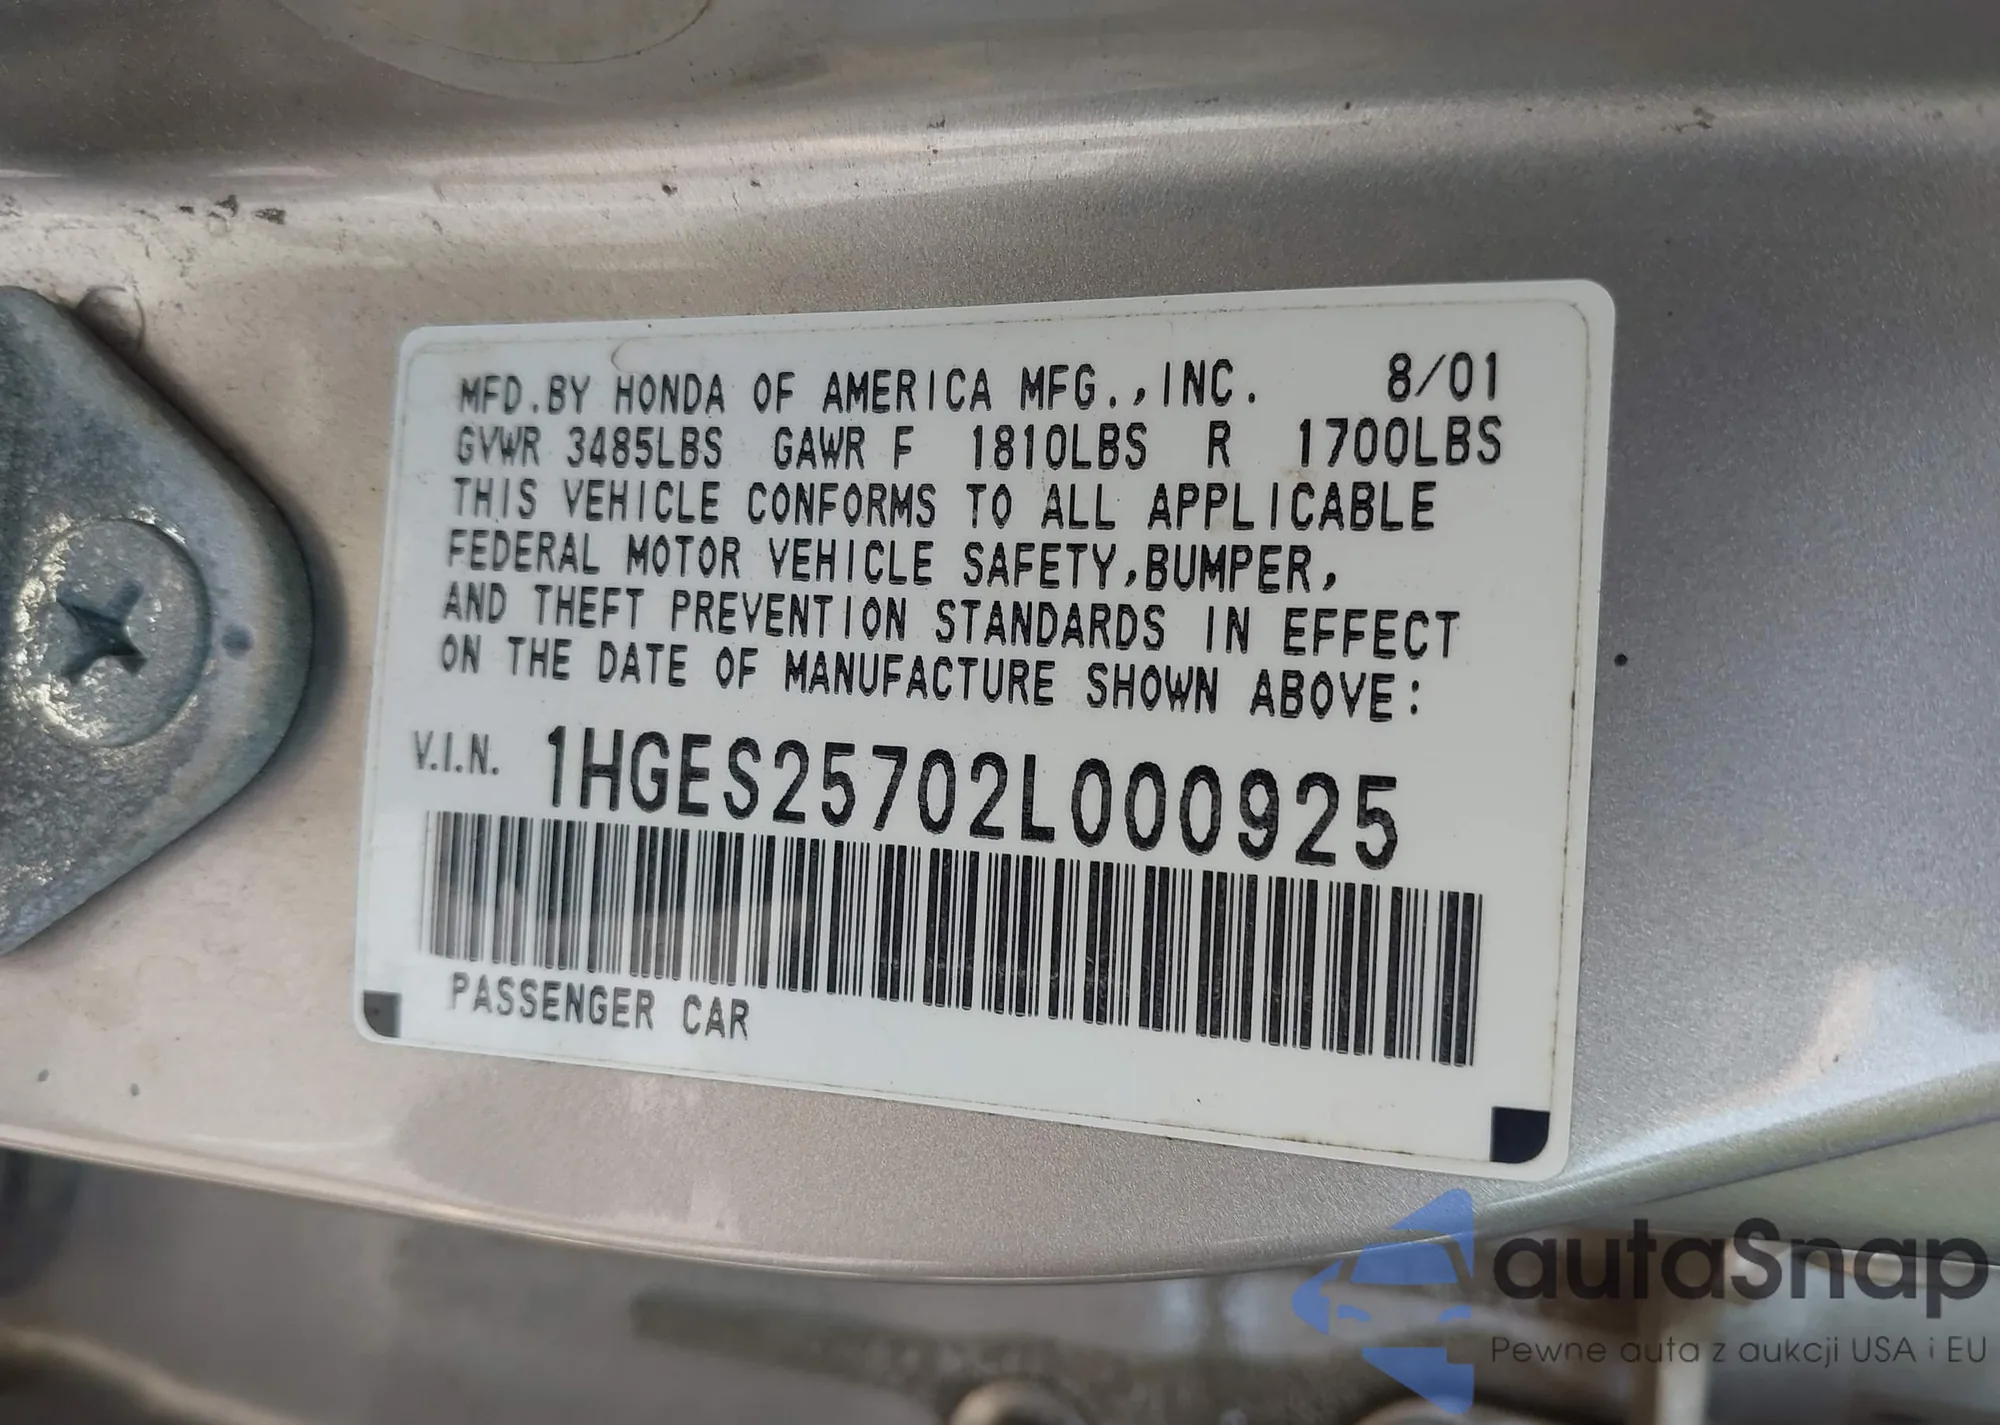 MFD.BY HONDA OF AMERICA MFG.,INC. 8/01
GVWR 3485LBS GAWR F 1810LBS R 1700LBS
THIS VEHICLE CONFORMS TO ALL APPLICABLE
FEDERAL MOTOR VEHICLE SAFETY,BUMPER,
AND THEFT PREVENTION STANDARDS IN EFFECT
ON THE DATE OF MANUFACTURE SHOWN ABOVE:
V.I.N. 1HGES25702L000925
PASSENGER CAR
autaSnap
Pewne auta z aukcji USA i EU